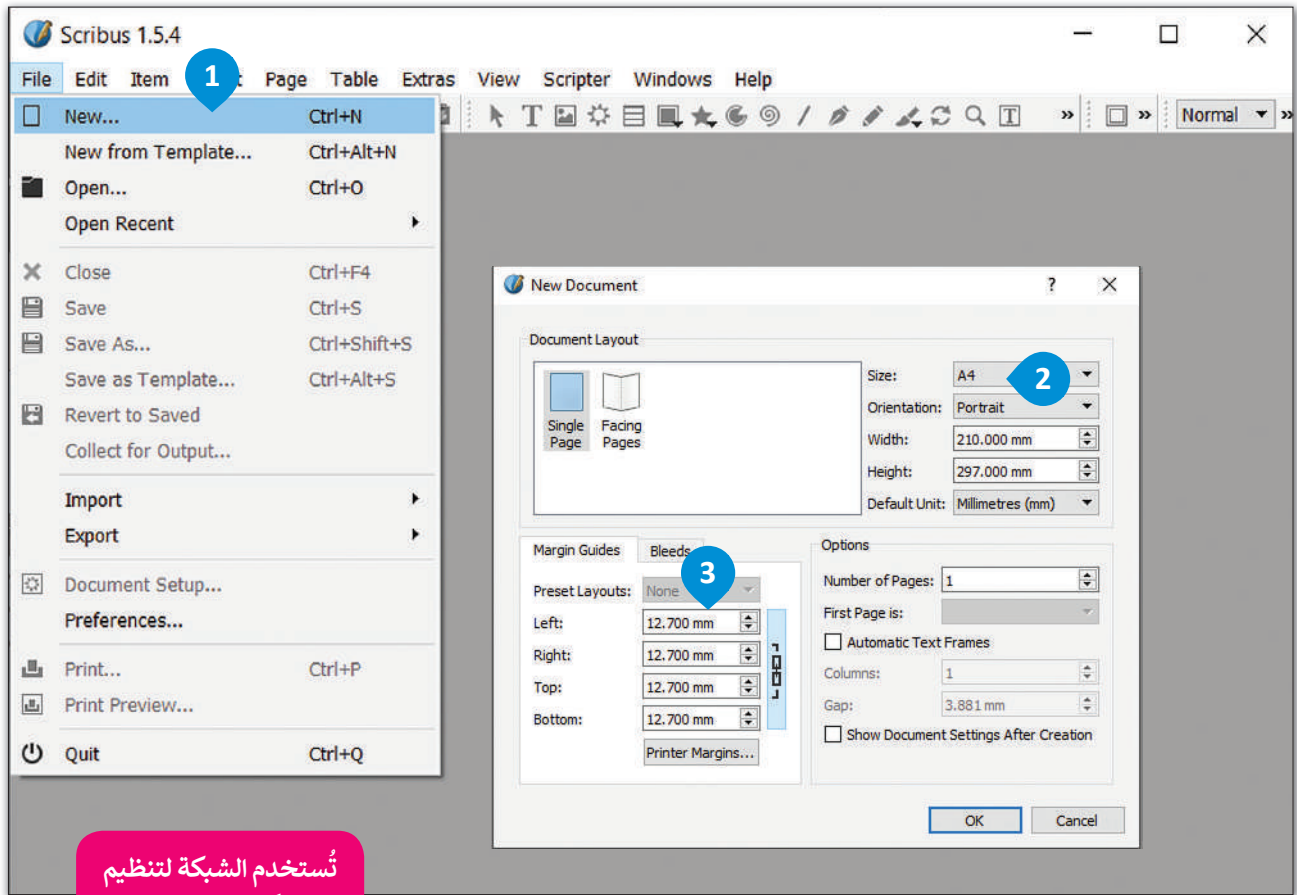 Scribus 1.5.4
File Edit Item Page Table Extras View Scripter Windows Help
1
New... Ctrl+N
Normal
New from Template... Ctrl+Alt+N
Open... Ctrl+O
Open Recent
Close Ctrl+F4
Save Ctrl+S
Save As... Ctrl+Shift+S
Save as Template... Ctrl+Alt+S
Revert to Saved
Collect for Output...
Import
Export
Document Setup...
Preferences...
Print... Ctrl+P
Print Preview...
Quit Ctrl+Q
New Document
Document Layout
Single Page
Facing Pages
Size: A4
2
Orientation: Portrait
Width: 210.000 mm
Height: 297.000 mm
Default Unit: Millimetres (mm)
Margin Guides Bleeds
3
Preset Layouts: None
Left: 12.700 mm
Right: 12.700 mm
Top: 12.700 mm
Bottom: 12.700 mm
Printer Margins...
Options
Number of Pages: 1
First Page is:
Automatic Text Frames
Columns: 1
Gap: 3.881 mm
Show Document Settings After Creation
OK Cancel
تُستخدم الشبكة لتنظيم